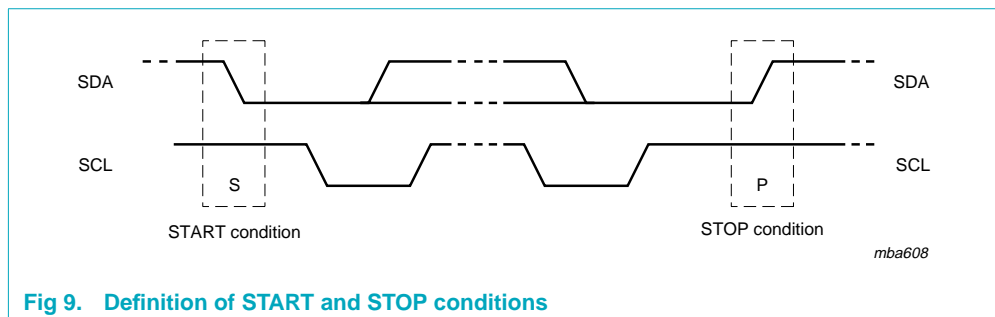 SDA
SDA
SCL
SCL
S
P
START condition
STOP condition
mba608
Fig 9. Definition of START and STOP conditions